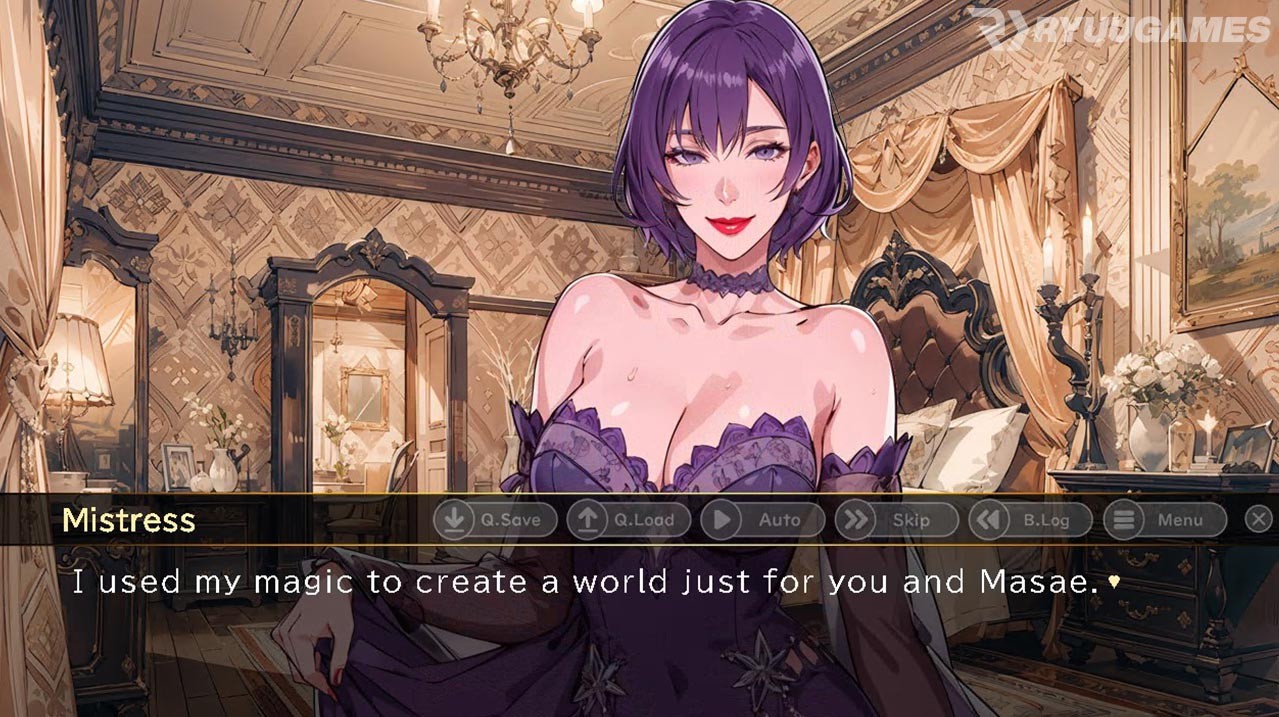 RYUUGAMES
Mistress
Q.Save
Q.Load
Auto
Skip
B.Log
Menu
I used my magic to create a world just for you and Masae.♥